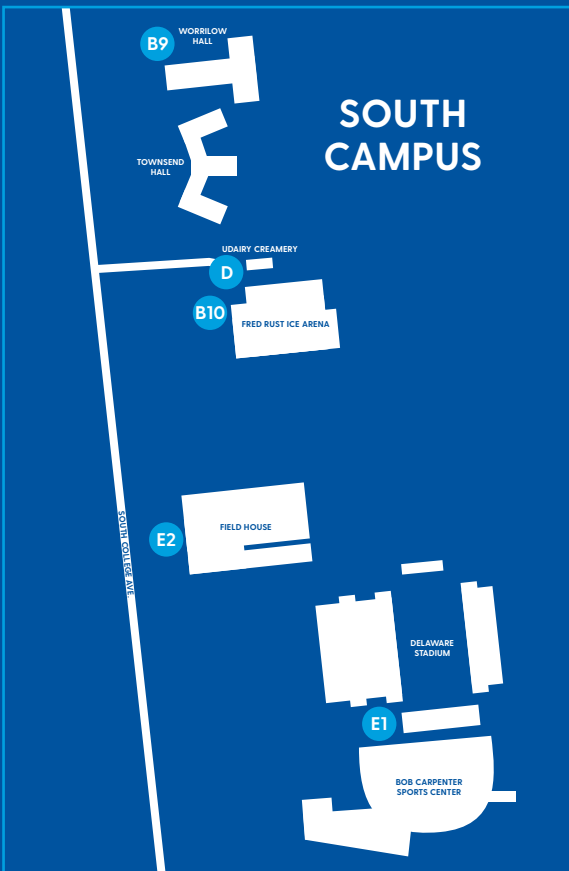 B9
WORRILOW
HALL
SOUTH
CAMPUS
TOWNSEND
HALL
UDAIRY CREAMERY
D
B10
FRED RUST ICE ARENA
SOUTH COLLEGE AVE.
E2
FIELD HOUSE
DELAWARE
STADIUM
E1
BOB CARPENTER
SPORTS CENTER